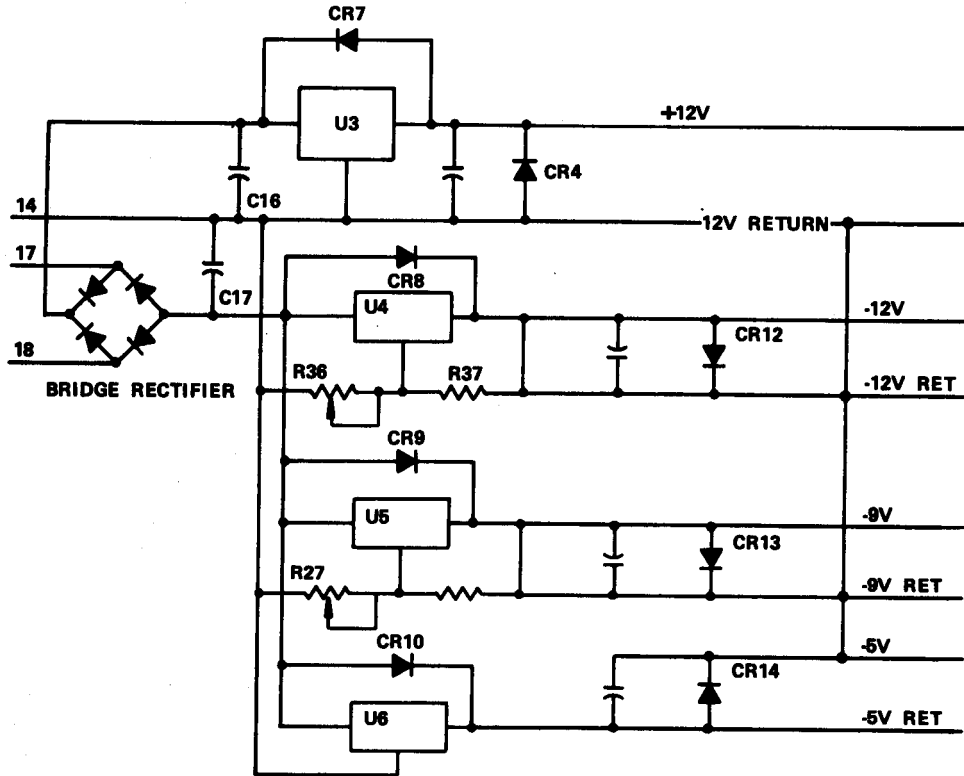 CR7
U3
+12V
CR4
C16
14
12V RETURN
17
C17
CR8
U4
-12V
CR12
18
R36
R37
-12V RET
BRIDGE RECTIFIER
CR9
U5
-9V
CR13
R27
-9V RET
CR10
-5V
CR14
U6
-5V RET